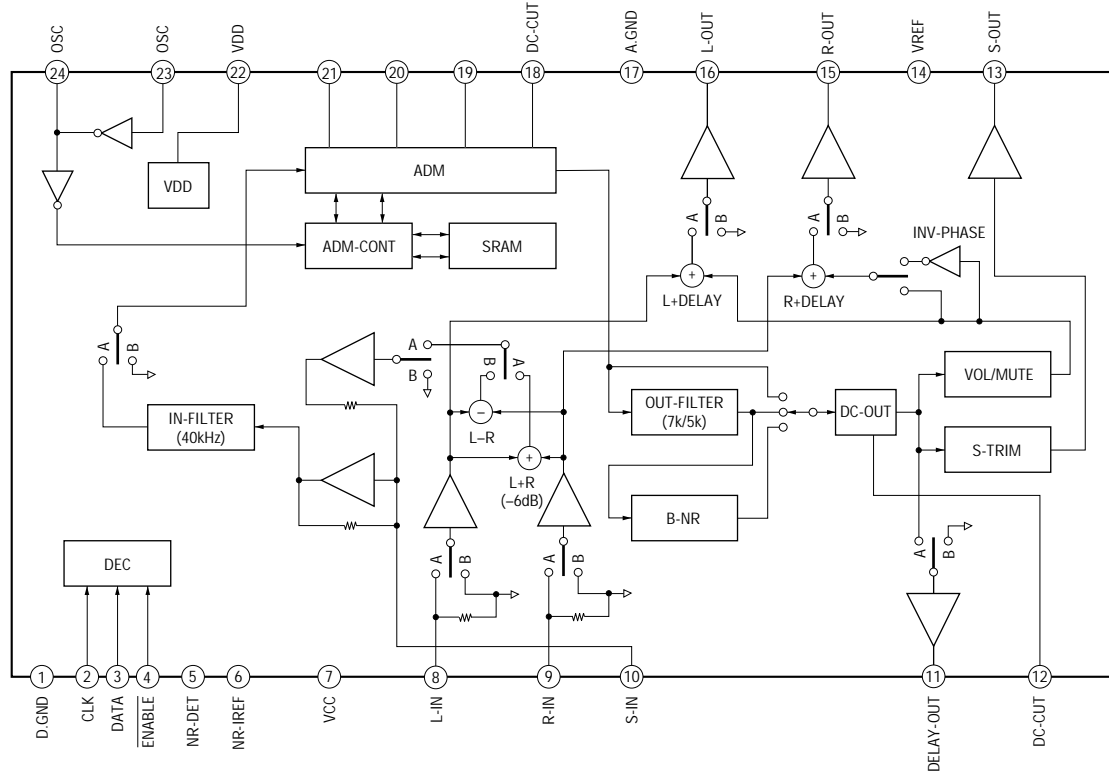 OSC
OSC
VDD
DC-CUT
A.GND
L-OUT
R-OUT
VREF
S-OUT
24
23
22
21
20
19
18
17
16
15
14
13
VDD
ADM
ADM-CONT
SRAM
A
B
A
B
INV-PHASE
L+DELAY
R+DELAY
+
+
A
B
A
B
B
A
IN-FILTER
(40kHz)
−
L–R
+
L+R
(–6dB)
OUT-FILTER
(7k/5k)
DC-OUT
VOL/MUTE
S-TRIM
B-NR
DEC
A
B
A
B
A
B
1
2
3
4
5
6
7
8
9
10
11
12
D.GND
CLK
DATA
ENABLE
NR-DET
NR-IREF
VCC
L-IN
R-IN
S-IN
DELAY-OUT
DC-CUT